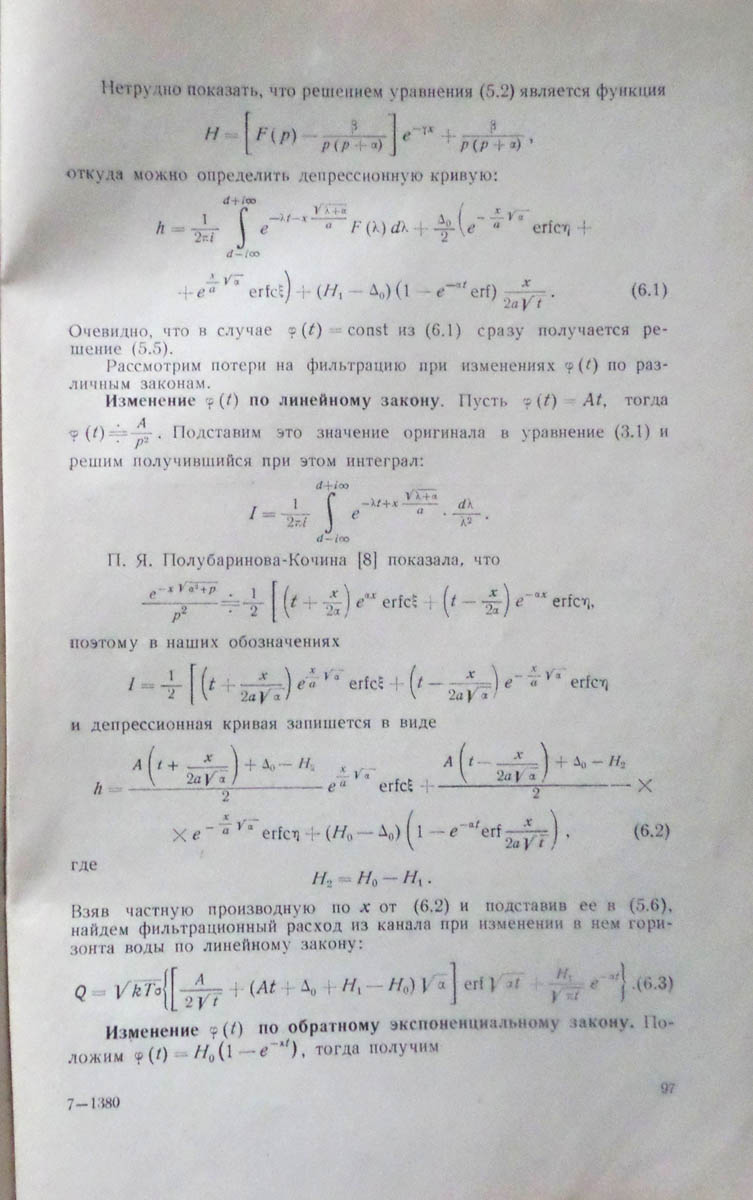 Нетрудно показать, что решением уравнения (5.2) является функция
H = [F(p) − β/(p(p + α))] e^{−γx} + β/(p(p + α)),
откуда можно определить депрессионную кривую:
h = 1/(2πi) ∫_{d−i∞}^{d+i∞} e^{−λt−x √(λ+α)/a} F(λ) dλ + Δ₀/2 (e^{−x/a √α} erfcη +
+ e^{x/a √α} erfcξ) + (H₁ − Δ₀) (1 − e^{−αt} erf) x/(2a√t). (6.1)
Очевидно, что в случае φ(t) = const из (6.1) сразу получается ре-
шение (5.5).
Рассмотрим потери на фильтрацию при изменениях φ(t) по раз-
личным законам.
Изменение φ(t) по линейному закону. Пусть φ(t) = At, тогда
φ(t) ≓ A/p². Подставим это значение оригинала в уравнение (3.1) и
решим получившийся при этом интеграл:
I = 1/(2πi) ∫_{d−i∞}^{d+i∞} e^{−λt+x √(λ+α)/a} · dλ/λ².
П. Я. Полубаринова-Кочина [8] показала, что
e^{−x√(α²+p)}/p² ≓ 1/2 [(t + x/2α) e^{αx} erfcξ + (t − x/2α) e^{−αx} erfcη,
поэтому в наших обозначениях
I = 1/2 [(t + x/(2a√α)) e^{x/a √α} erfcξ + (t − x/(2a√α)) e^{−x/a √α} erfcη
и депрессионная кривая запишется в виде
h = (A(t + x/(2a√α)) + Δ₀ − H₂)/2 e^{x/a √α} erfcξ + (A(t − x/(2a√α)) + Δ₀ − H₂)/2 ×
× e^{−x/a √α} erfcη + (H₀ − Δ₀) (1 − e^{−αt} erf x/(2a√t)), (6.2)
где
H₂ = H₀ − H₁.
Взяв частную производную по x от (6.2) и подставив ее в (5.6),
найдем фильтрационный расход из канала при изменении в нем гори-
зонта воды по линейному закону:
Q = √(kTσ) {[A/(2√t) + (At + Δ₀ + H₁ − H₀) √α] erf √αt + H₁/√(πt) e^{−αt}}. (6.3)
Изменение φ(t) по обратному экспоненциальному закону. По-
ложим φ(t) = H₀(1 − e^{−αt}), тогда получим
7—1380
97